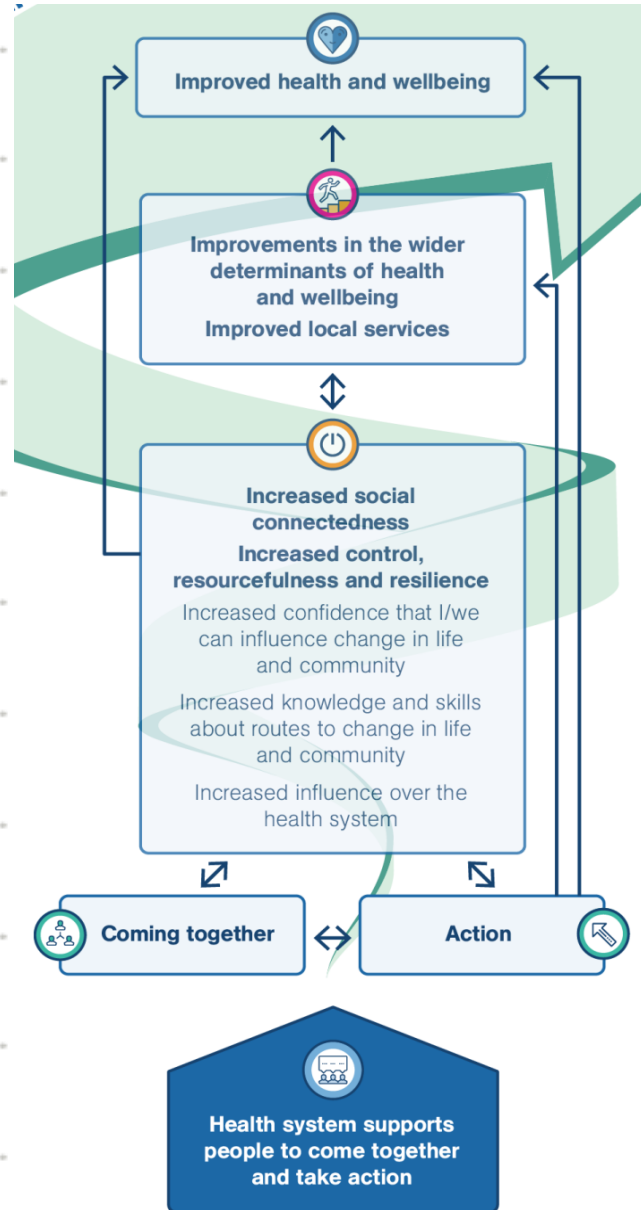 Improved health and wellbeing
Improvements in the wider
determinants of health
and wellbeing
Improved local services
Increased social
connectedness
Increased control,
resourcefulness and resilience
Increased confidence that I/we
can influence change in life
and community
Increased knowledge and skills
about routes to change in life
and community
Increased influence over the
health system
Coming together
Action
Health system supports
people to come together
and take action